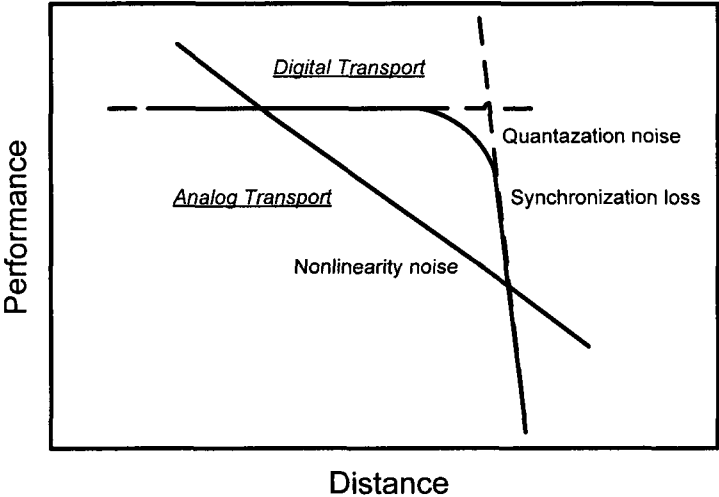 Digital Transport
Quantazation noise
Analog Transport
Synchronization loss
Nonlinearity noise
Performance
Distance